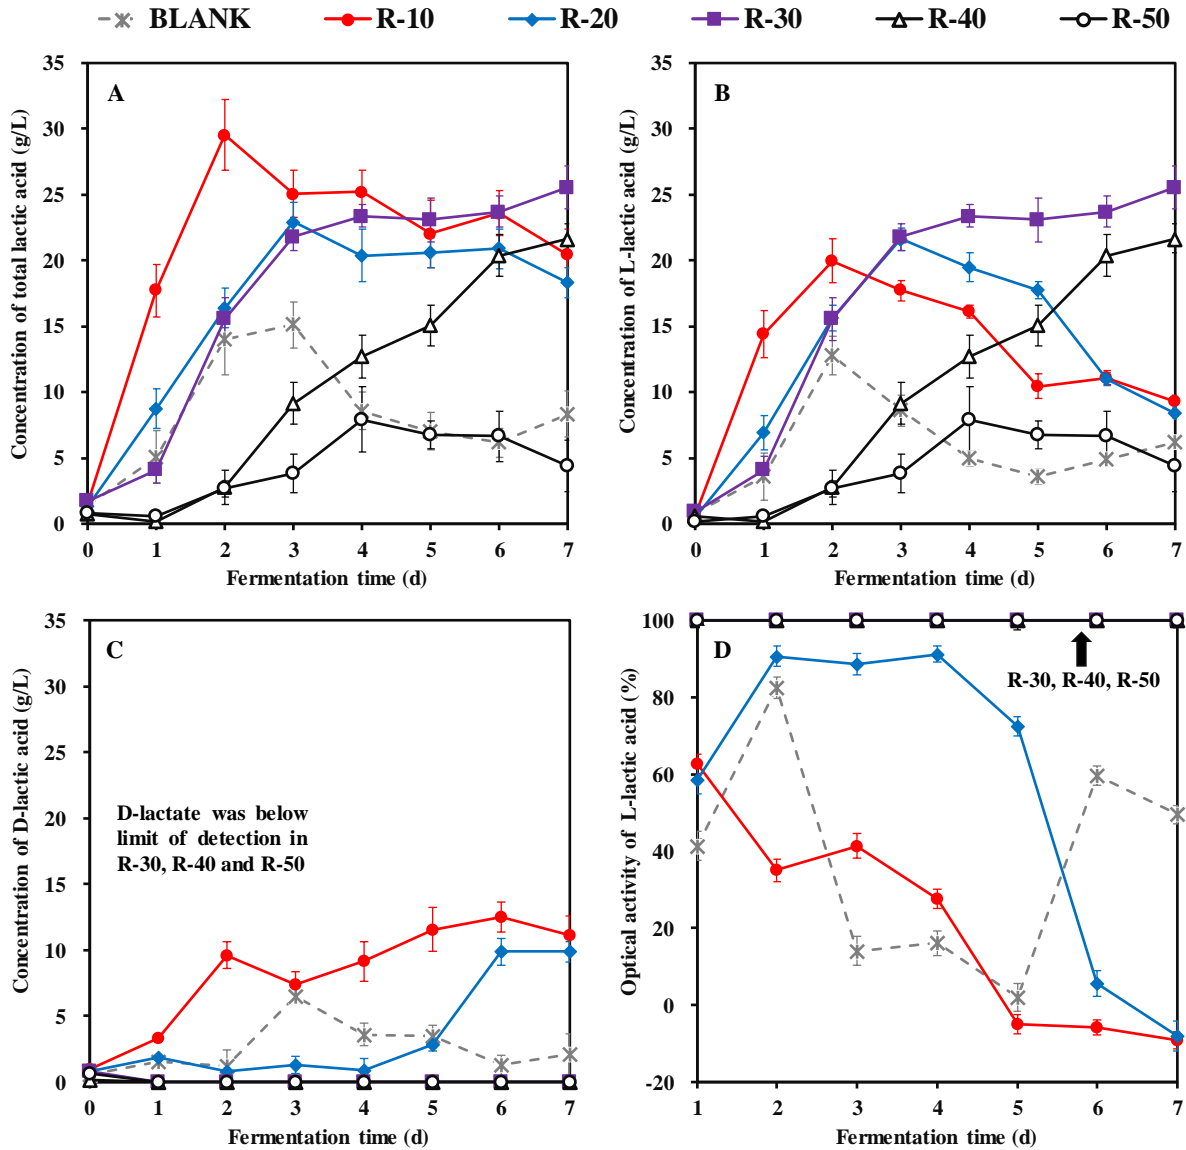 BLANK R-10 R-20 R-30 R-40 R-50
A
Concentration of total lactic acid (g/L)
35
30
25
20
15
10
5
0
0 1 2 3 4 5 6 7
Fermentation time (d)
B
Concentration of L-lactic acid (g/L)
35
30
25
20
15
10
5
0
0 1 2 3 4 5 6 7
Fermentation time (d)
C
Concentration of D-lactic acid (g/L)
35
30
25
20
15
10
5
0
D-lactate was below
limit of detection in
R-30, R-40 and R-50
0 1 2 3 4 5 6 7
Fermentation time (d)
D
Optical activity of L-lactic acid (%)
100
80
60
40
20
0
-20
R-30, R-40, R-50
1 2 3 4 5 6 7
Fermentation time (d)